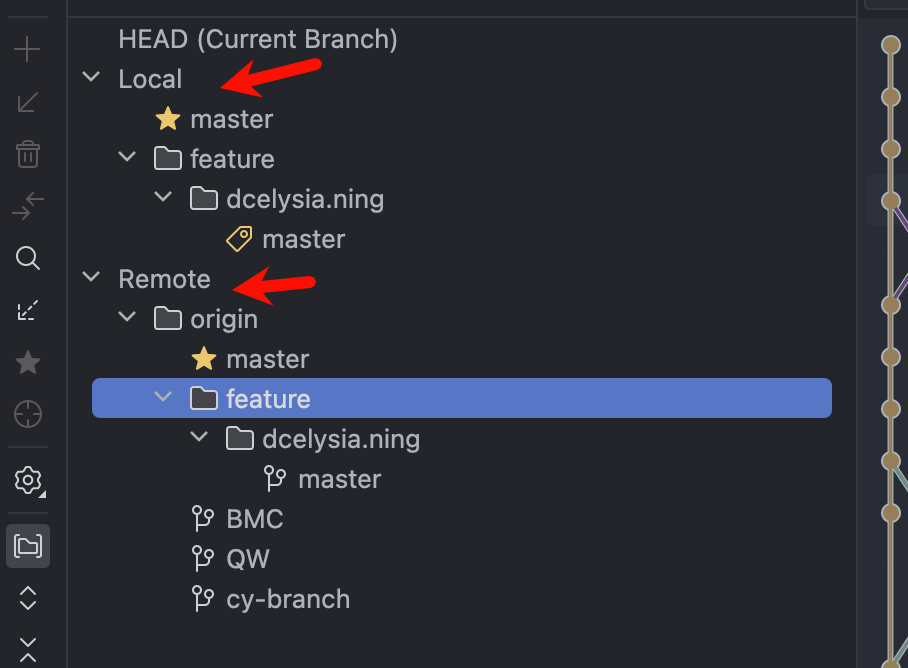 HEAD (Current Branch)
Local
master
feature
dcelysia.ning
master
Remote
origin
master
feature
dcelysia.ning
master
BMC
QW
cy-branch